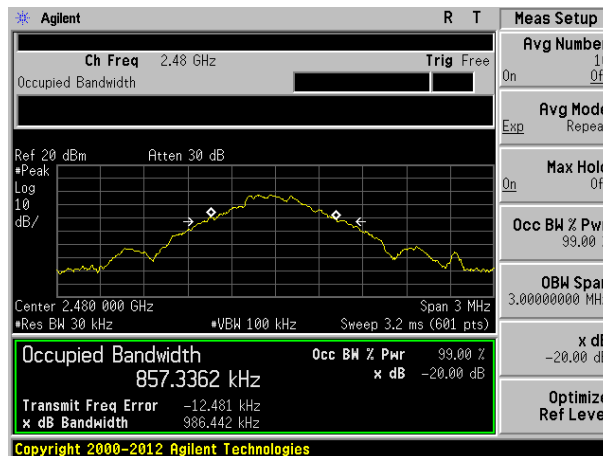 Agilent R T
Ch Freq 2.48 GHz Trig Free
Occupied Bandwidth
Ref 20 dBm Atten 30 dB
#Peak
Log
10
dB/
Center 2.480 000 GHz Span 3 MHz
#Res BW 30 kHz #VBW 100 kHz Sweep 3.2 ms (601 pts)
Occupied Bandwidth Occ BW % Pwr 99.00 %
857.3362 kHz x dB -20.00 dB
Transmit Freq Error -12.481 kHz
x dB Bandwidth 986.442 kHz
Copyright 2000-2012 Agilent Technologies
Meas Setup
Avg Number
On
Avg Mode
Exp Repea
Max Hold
On Of
Occ BW % Pwr
99.00
OBW Span
3.00000000 MH
x dB
-20.00 d
Optimize
Ref Leve